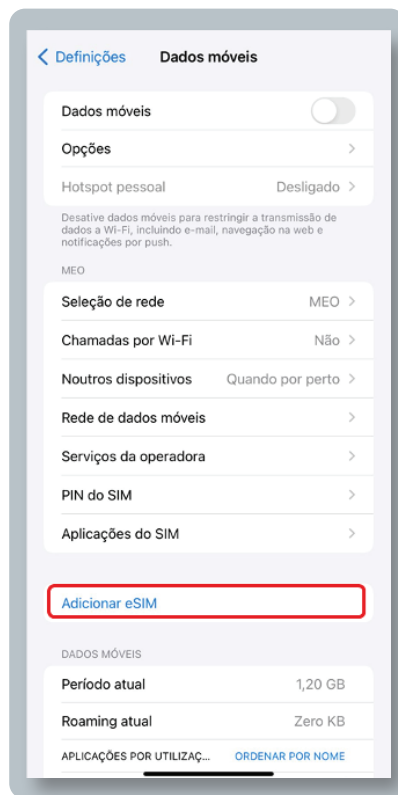 Definições Dados móveis
Dados móveis
Opções
Hotspot pessoal Desligado
Desative dados móveis para restringir a transmissão de
dados a Wi-Fi, incluindo e-mail, navegação na web e
notificações por push.
MEO
Seleção de rede MEO
Chamadas por Wi-Fi Não
Noutros dispositivos Quando por perto
Rede de dados móveis
Serviços da operadora
PIN do SIM
Aplicações do SIM
Adicionar eSIM
DADOS MÓVEIS
Período atual 1,20 GB
Roaming atual Zero KB
APLICAÇÕES POR UTILIZAÇ... ORDENAR POR NOME